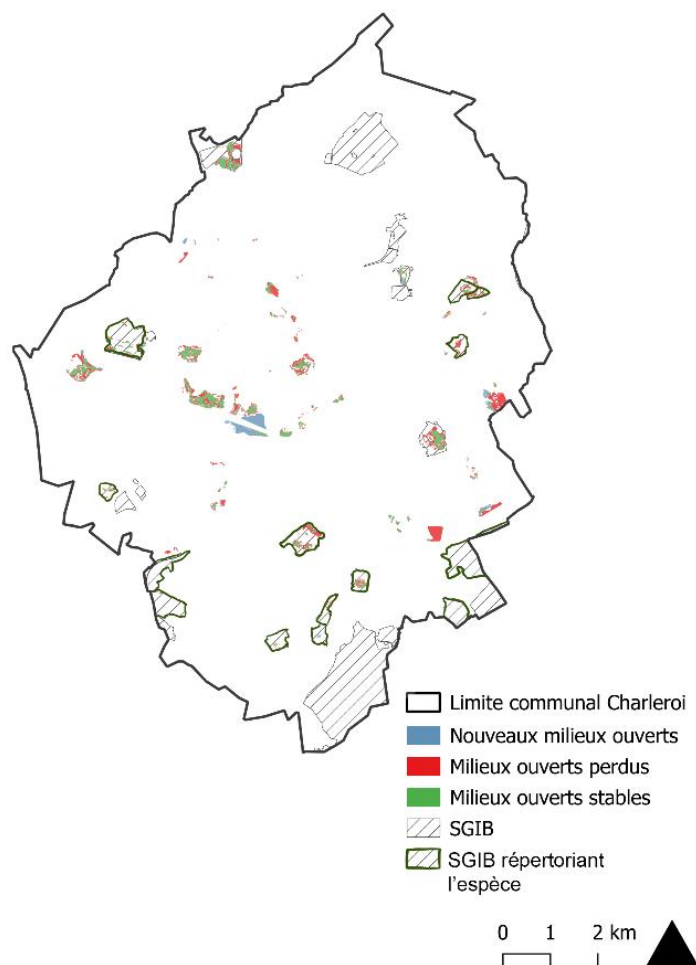 Limite communal Charleroi
Nouveaux milieux ouverts
Milieux ouverts perdus
Milieux ouverts stables
SGIB
SGIB répertoriant
l'espèce
0 1 2 km